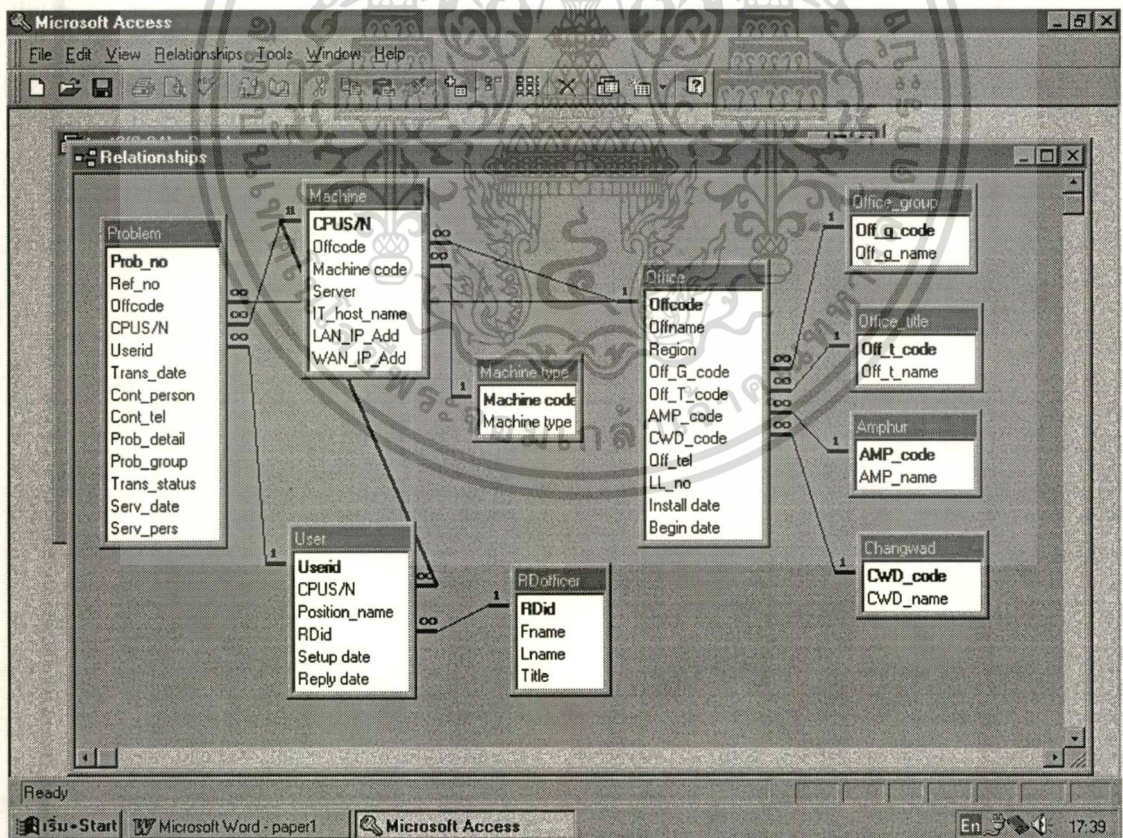 Microsoft Access
File Edit View Relationships Tools Window Help
Relationships
Problem
Prob_no
Ref_no
Offcode
CPUS/N
Userid
Trans_date
Cont_person
Cont_tel
Prob_detail
Prob_group
Trans_status
Serv_date
Serv_pers
Machine
CPUS/N
Offcode
Machine code
Server
IT_host_name
LAN_IP_Add
WAN_IP_Add
Machine type
Machine code
Machine type
User
Userid
CPUS/N
Position_name
RDid
Setup date
Reply date
RDofficer
RDid
Fname
Lname
Title
Office
Offcode
Offname
Region
Off_G_code
Off_T_code
AMP_code
CWD_code
Off_tel
LL_no
Install date
Begin date
Office_group
Off_g_code
Off_g_name
Office_title
Off_t_code
Off_t_name
Amphur
AMP_code
AMP_name
Changwad
CWD_code
CWD_name
Ready
เริ่ม Start
Microsoft Word - paper1
Microsoft Access
En
17:39